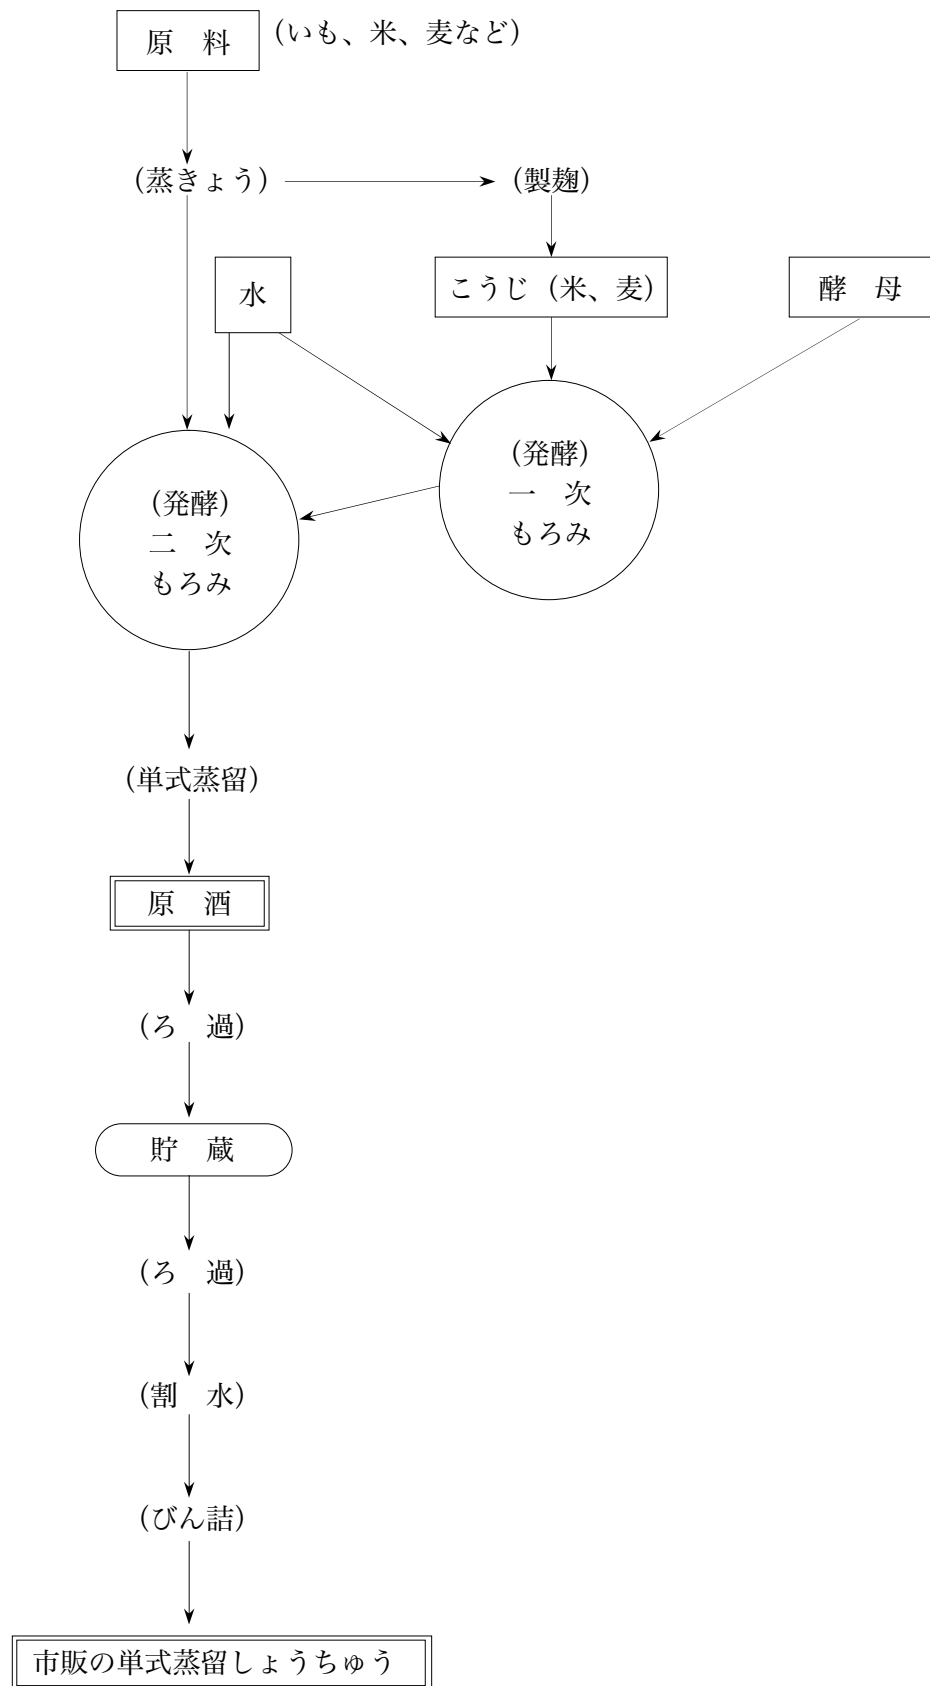 原　料
（いも、米、麦など）
（蒸きょう）
（製麹）
水
こうじ（米、麦）
酵　母
（発酵）
一　次
もろみ
（発酵）
二　次
もろみ
（単式蒸留）
原　酒
（ろ　過）
貯　蔵
（ろ　過）
（割　水）
（びん詰）
市販の単式蒸留しょうちゅう